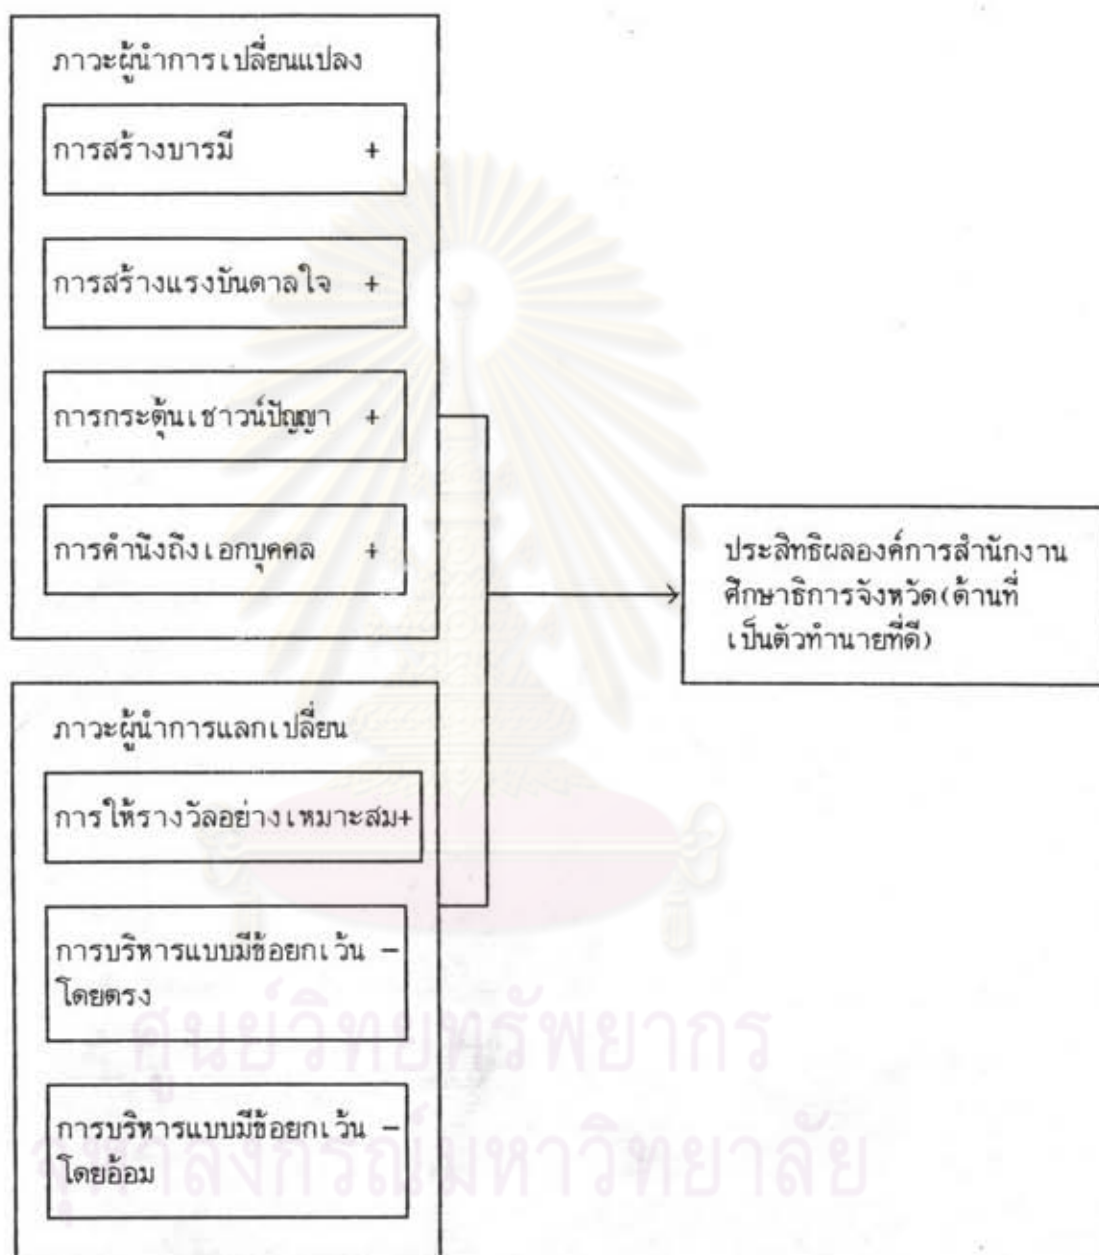 ภาวะผู้นำการเปลี่ยนแปลง
การสร้างบารมี +
การสร้างแรงบันดาลใจ +
การกระตุ้นเชาวน์ปัญญา +
การคำนึงถึงเอกบุคคล +
ประสิทธิผลองค์การสำนักงาน
ศึกษาธิการจังหวัด(ด้านที่
เป็นตัวทำนายที่ดี)
ภาวะผู้นำการแลกเปลี่ยน
การให้รางวัลอย่างเหมาะสม+
การบริหารแบบมีข้อยกเว้น -
โดยตรง
การบริหารแบบมีข้อยกเว้น -
โดยอ้อม
ศูนย์วิทยทรัพยากร
จุฬาลงกรณ์มหาวิทยาลัย